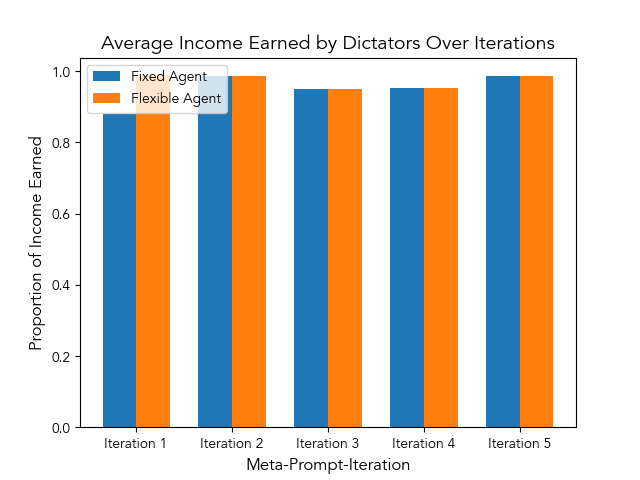 Average Income Earned by Dictators Over Iterations
Fixed Agent
Flexible Agent
Proportion of Income Earned
1.0
0.8
0.6
0.4
0.2
0.0
Iteration 1 Iteration 2 Iteration 3 Iteration 4 Iteration 5
Meta-Prompt-Iteration